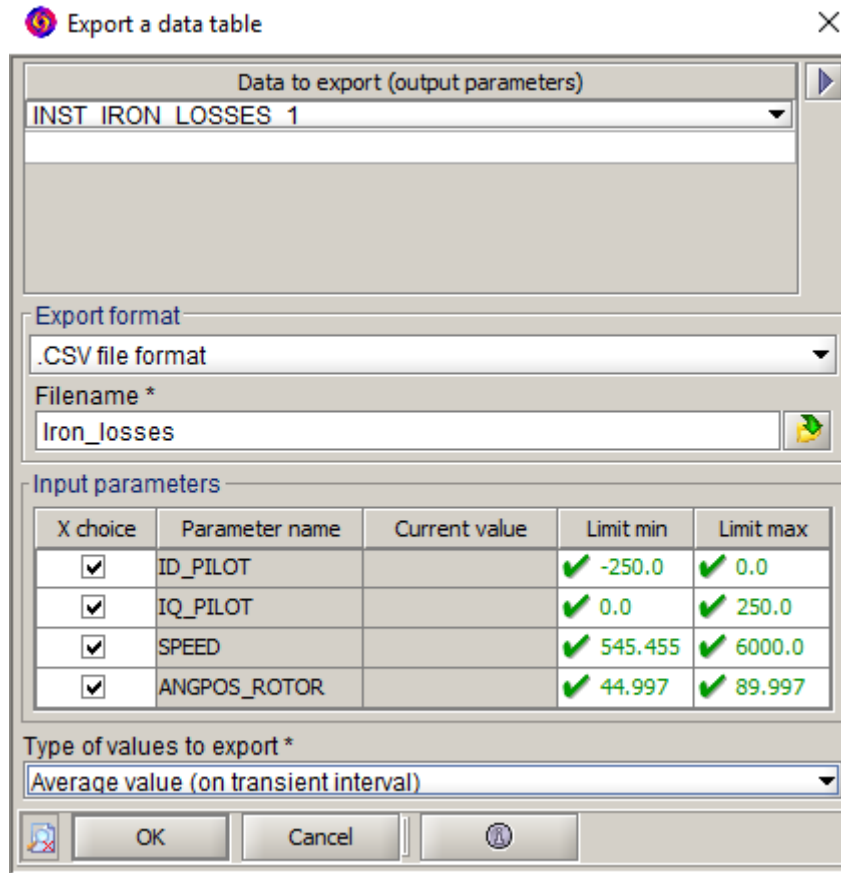 Export a data table
Data to export (output parameters)
INST_IRON_LOSSES_1
Export format
.CSV file format
Filename *
Iron_losses
Input parameters
X choice Parameter name Current value Limit min Limit max
ID_PILOT -250.0 0.0
IQ_PILOT 0.0 250.0
SPEED 545.455 6000.0
ANGPOS_ROTOR 44.997 89.997
Type of values to export *
Average value (on transient interval)
OK Cancel